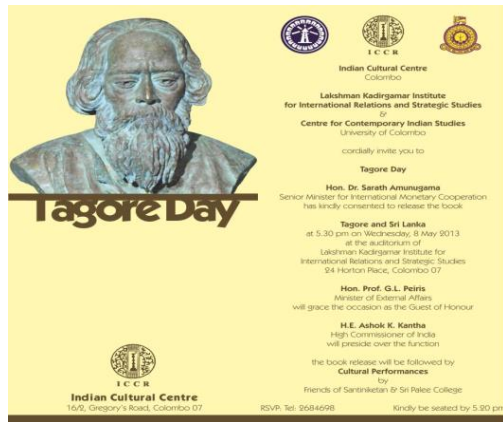 Tagore Day
ICCR
Indian Cultural Centre
16/2, Gregory's Road, Colombo 07
ICCR
Indian Cultural Centre
Colombo
Lakshman Kadirgamar Institute
for International Relations and Strategic Studies
&
Centre for Contemporary Indian Studies
University of Colombo
cordially invite you to
Tagore Day
Hon. Dr. Sarath Amunugama
Senior Minister for International Monetary Cooperation
has kindly consented to release the book
Tagore and Sri Lanka
at 5.30 pm on Wednesday, 8 May 2013
at the auditorium of
Lakshman Kadirgamar Institute for
International Relations and Strategic Studies
24 Horton Place, Colombo 07
Hon. Prof. G.L. Peiris
Minister of External Affairs
will grace the occasion as the Guest of Honour
H.E. Ashok K. Kantha
High Commissioner of India
will preside over the function
the book release will be followed by
Cultural Performances
by
Friends of Santiniketan & Sri Palee College
RSVP: Tel: 2684698 Kindly be seated by 5.20 pm